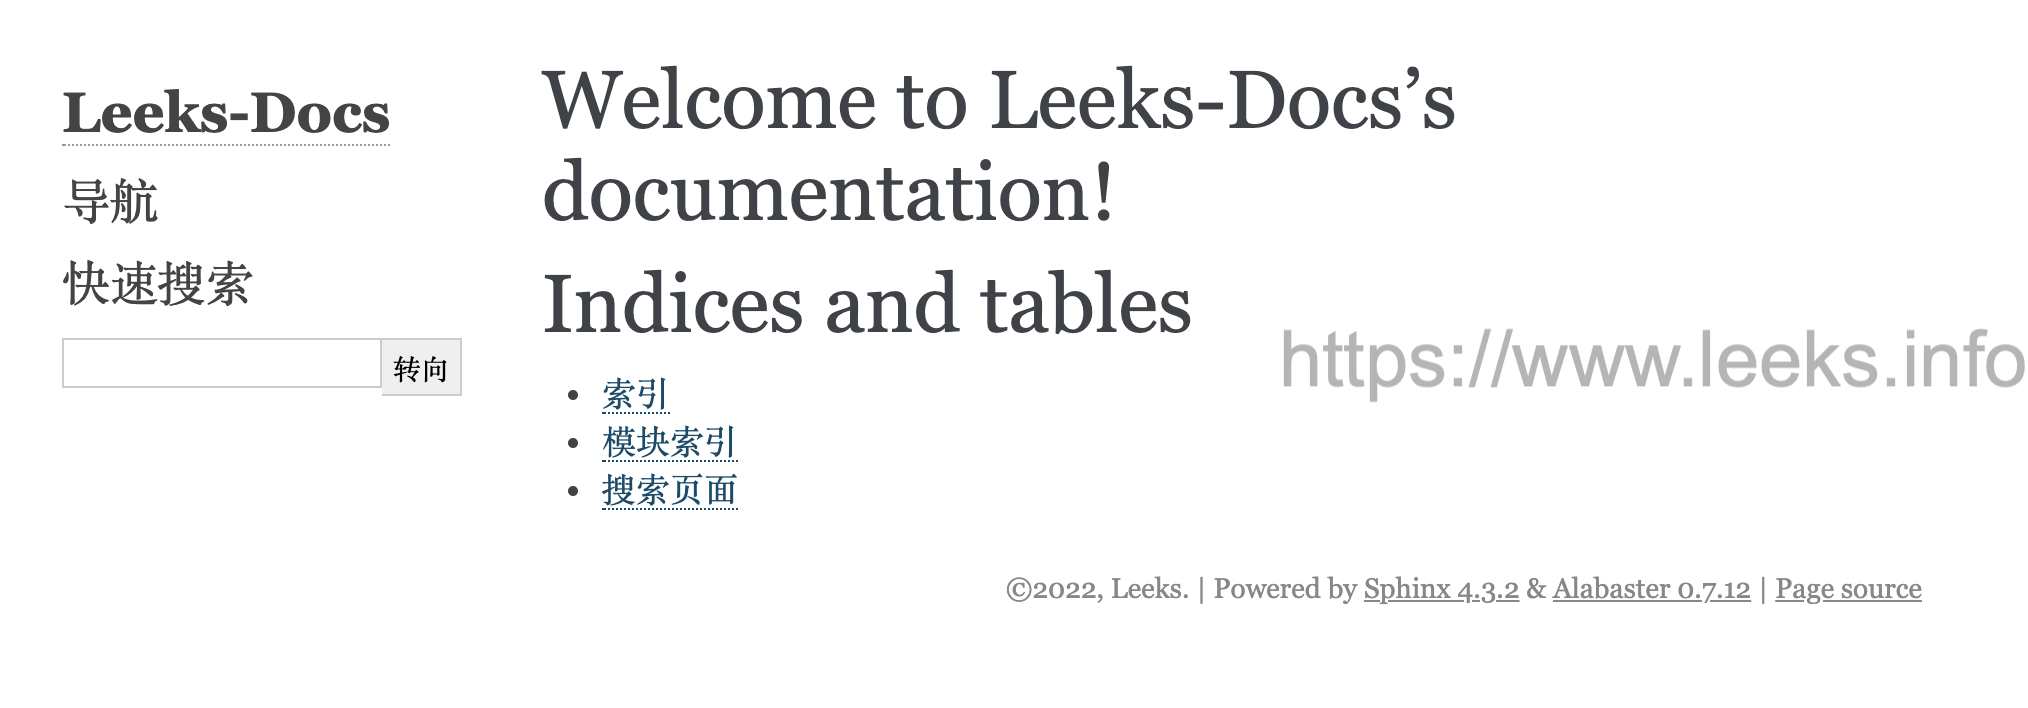 Leeks-Docs
导航
快速搜索
转向
Welcome to Leeks-Docs’s
documentation!
Indices and tables
索引
模块索引
搜索页面
https://www.leeks.info
©2022, Leeks. | Powered by Sphinx 4.3.2 & Alabaster 0.7.12 | Page source